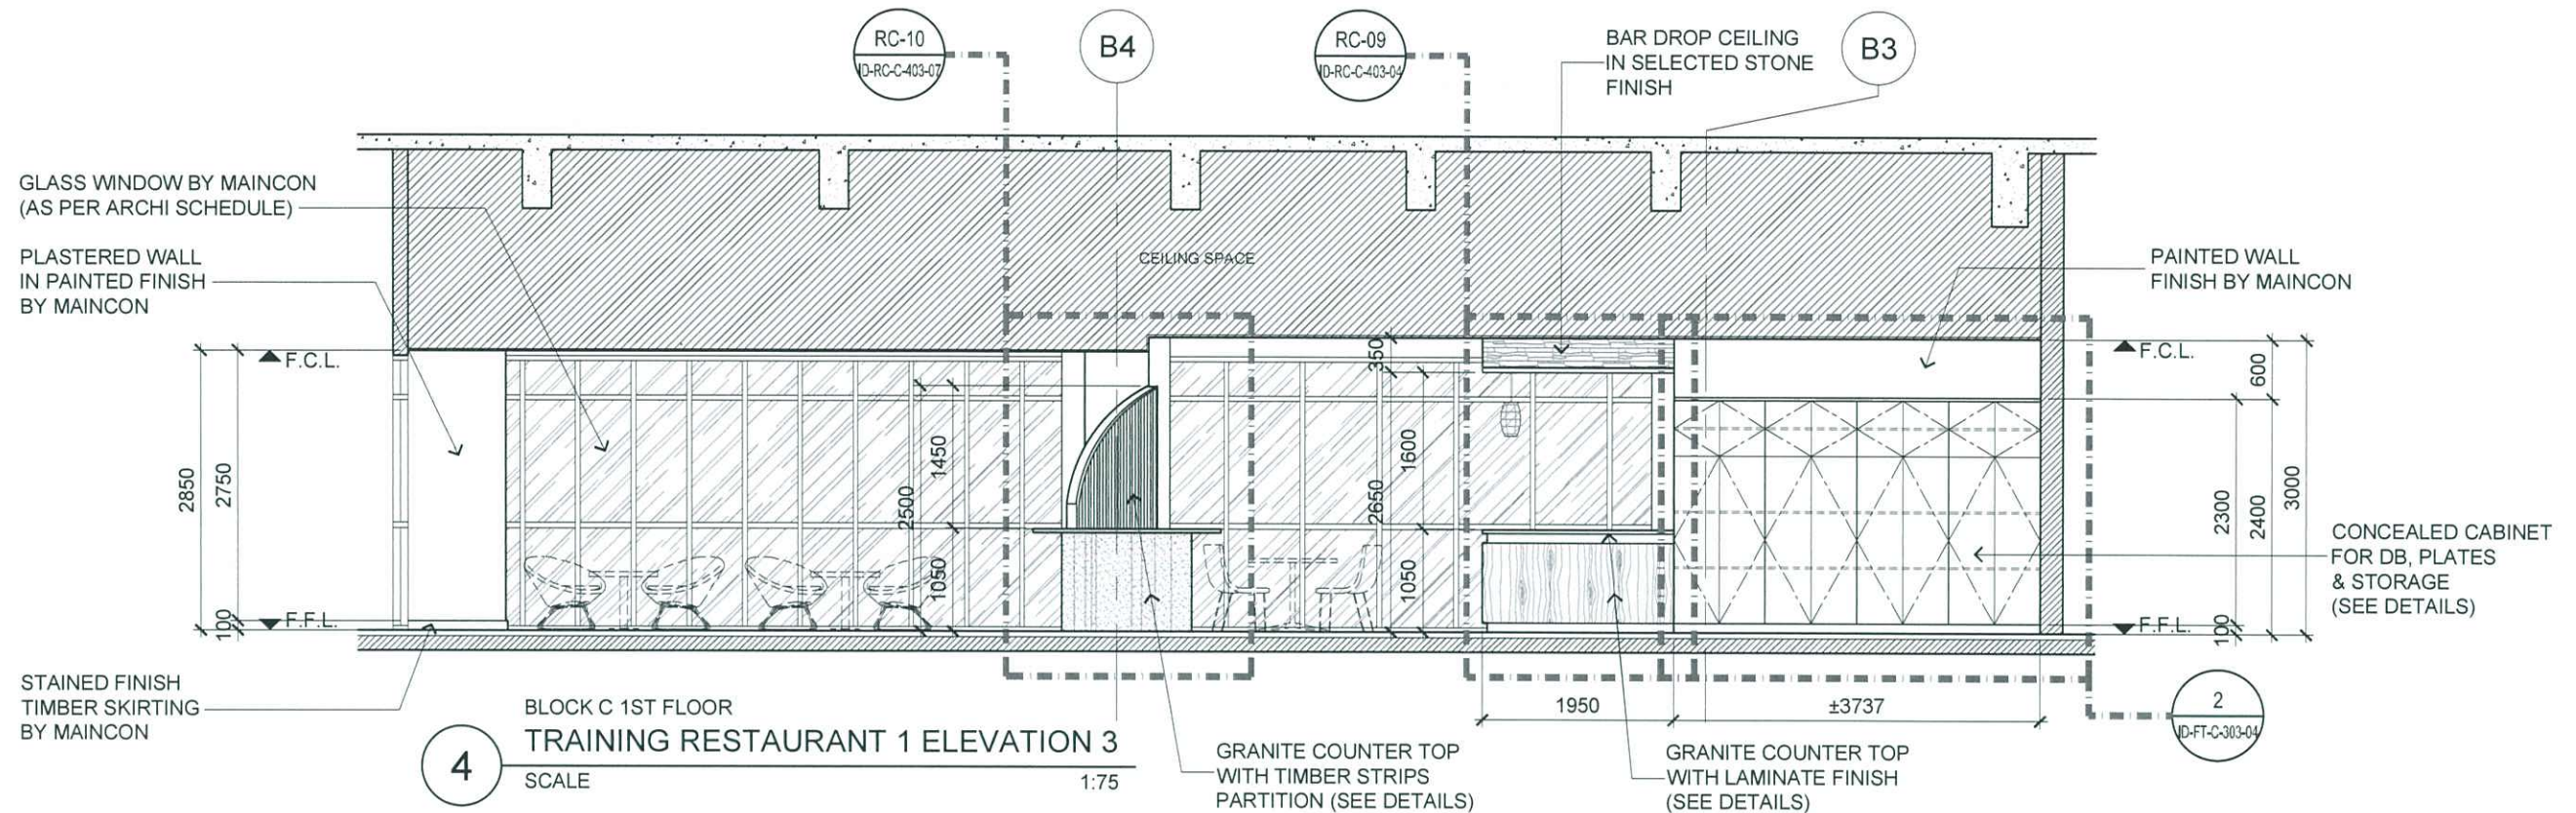 RC-10
ID-RC-C-403-07
B4
RC-09
ID-RC-C-403-04
BAR DROP CEILING
IN SELECTED STONE
FINISH
B3
GLASS WINDOW BY MAINCON
(AS PER ARCHI SCHEDULE)
PLASTERED WALL
IN PAINTED FINISH
BY MAINCON
CEILING SPACE
PAINTED WALL
FINISH BY MAINCON
F.C.L.
350
F.C.L.
600
2850
2750
2500
1450
2650
1600
2300
2400
3000
CONCEALED CABINET
FOR DB, PLATES
& STORAGE
(SEE DETAILS)
1050
1050
100
F.F.L.
100
F.F.L.
STAINED FINISH
TIMBER SKIRTING
BY MAINCON
1950
±3737
2
ID-FT-C-303-04
4
BLOCK C 1ST FLOOR
TRAINING RESTAURANT 1 ELEVATION 3
SCALE
1:75
GRANITE COUNTER TOP
WITH TIMBER STRIPS
PARTITION (SEE DETAILS)
GRANITE COUNTER TOP
WITH LAMINATE FINISH
(SEE DETAILS)